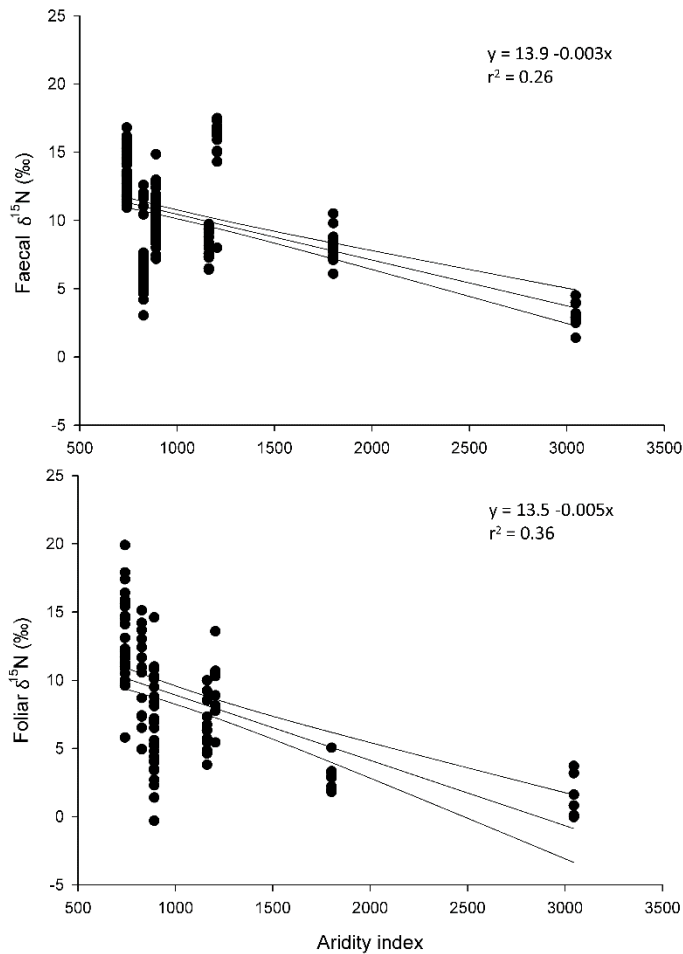 25
20
15
10
5
0
-5
Faecal δ¹⁵N (‰)
y = 13.9 -0.003x
r² = 0.26
500 1000 1500 2000 2500 3000 3500
25
20
15
10
5
0
-5
Foliar δ¹⁵N (‰)
y = 13.5 -0.005x
r² = 0.36
500 1000 1500 2000 2500 3000 3500
Aridity index